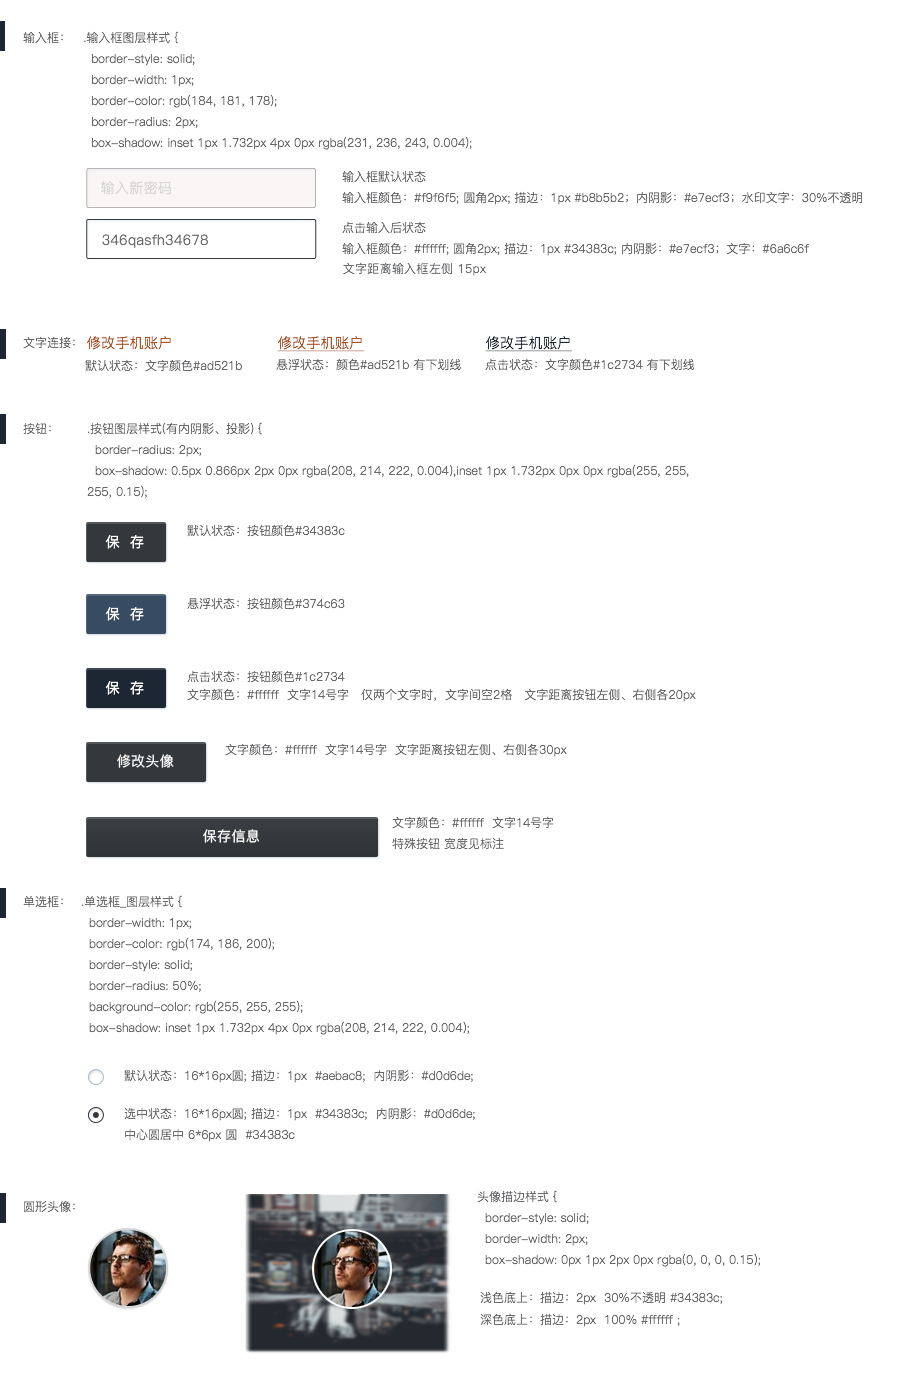 输入框： .输入框图层样式 {
border-style: solid;
border-width: 1px;
border-color: rgb(184, 181, 178);
border-radius: 2px;
box-shadow: inset 1px 1.732px 4px 0px rgba(231, 236, 243, 0.004);
输入新密码
输入框默认状态
输入框颜色：#f9f6f5; 圆角2px; 描边：1px #b8b5b2；内阴影：#e7ecf3；水印文字：30%不透明
346qasfh34678
点击输入后状态
输入框颜色：#ffffff; 圆角2px; 描边：1px #34383c; 内阴影：#e7ecf3；文字：#6a6c6f
文字距离输入框左侧 15px
文字连接： 修改手机账户 修改手机账户 修改手机账户
默认状态：文字颜色#ad521b 悬浮状态：颜色#ad521b 有下划线 点击状态：文字颜色#1c2734 有下划线
按钮： .按钮图层样式(有内阴影、投影) {
border-radius: 2px;
box-shadow: 0.5px 0.866px 2px 0px rgba(208, 214, 222, 0.004),inset 1px 1.732px 0px 0px rgba(255, 255,
255, 0.15);
保 存 默认状态：按钮颜色#34383c
保 存 悬浮状态：按钮颜色#374c63
保 存 点击状态：按钮颜色#1c2734
文字颜色：#ffffff 文字14号字 仅两个文字时，文字间空2格 文字距离按钮左侧、右侧各20px
修改头像 文字颜色：#ffffff 文字14号字 文字距离按钮左侧、右侧各30px
保存信息 文字颜色：#ffffff 文字14号字
特殊按钮 宽度见标注
单选框： .单选框_图层样式 {
border-width: 1px;
border-color: rgb(174, 186, 200);
border-style: solid;
border-radius: 50%;
background-color: rgb(255, 255, 255);
box-shadow: inset 1px 1.732px 4px 0px rgba(208, 214, 222, 0.004);
默认状态：16*16px圆; 描边：1px #aebac8; 内阴影：#d0d6de;
选中状态：16*16px圆; 描边：1px #34383c; 内阴影：#d0d6de;
中心圆居中 6*6px 圆 #34383c
圆形头像：
头像描边样式 {
border-style: solid;
border-width: 2px;
box-shadow: 0px 1px 2px 0px rgba(0, 0, 0, 0.15);
浅色底上：描边：2px 30%不透明 #34383c;
深色底上：描边：2px 100% #ffffff ;